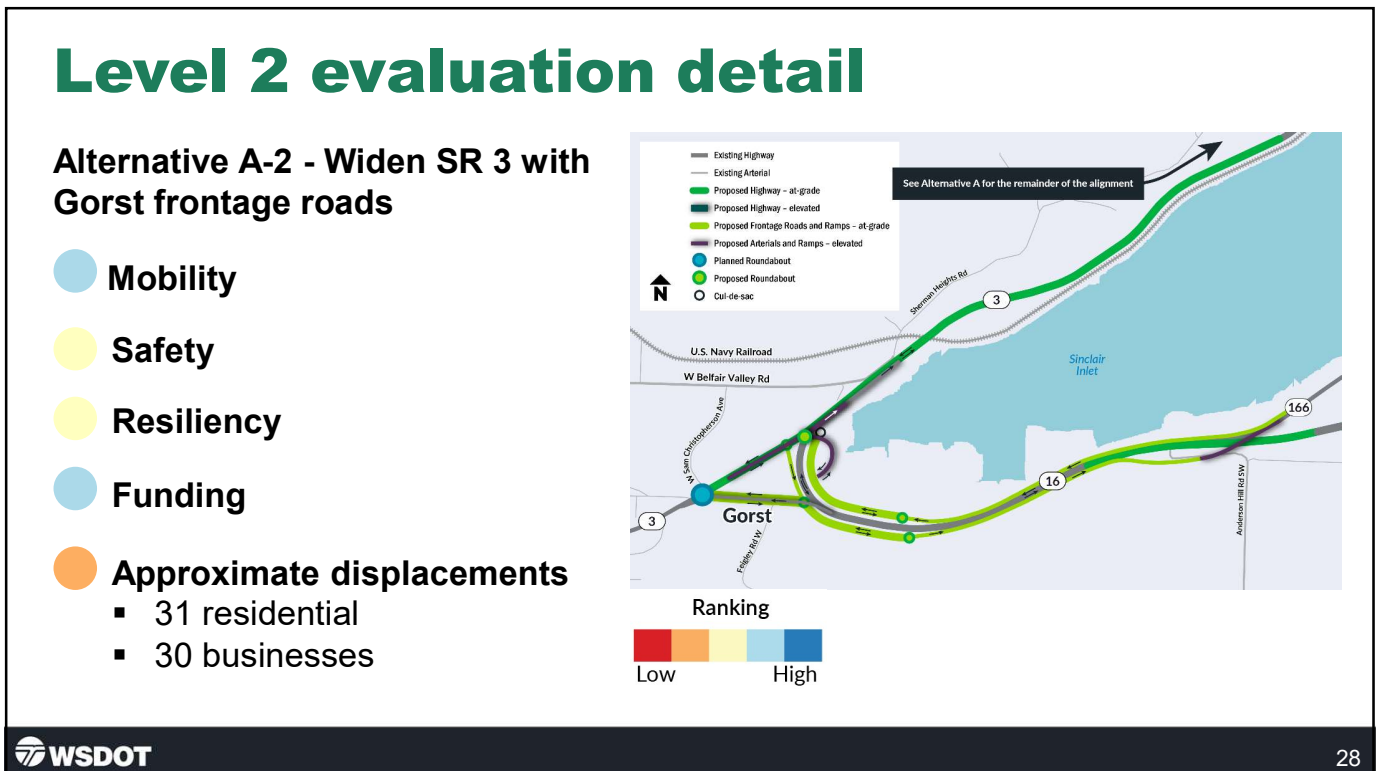 Level 2 evaluation detail
Alternative A-2 - Widen SR 3 with
Gorst frontage roads
Mobility
Safety
Resiliency
Funding
Approximate displacements
▪ 31 residential
▪ 30 businesses
Existing Highway
Existing Arterial
Proposed Highway – at-grade
Proposed Highway – elevated
Proposed Frontage Roads and Ramps – at-grade
Proposed Arterials and Ramps – elevated
Planned Roundabout
Proposed Roundabout
Cul-de-sac
N
See Alternative A for the remainder of the alignment
Sherman Heights Rd
3
U.S. Navy Railroad
W Belfair Valley Rd
Sinclair
Inlet
W Sam Christopherson Ave
166
16
Gorst
3
Feigley Rd W
Anderson Hill Rd SW
Ranking
Low High
WSDOT
28